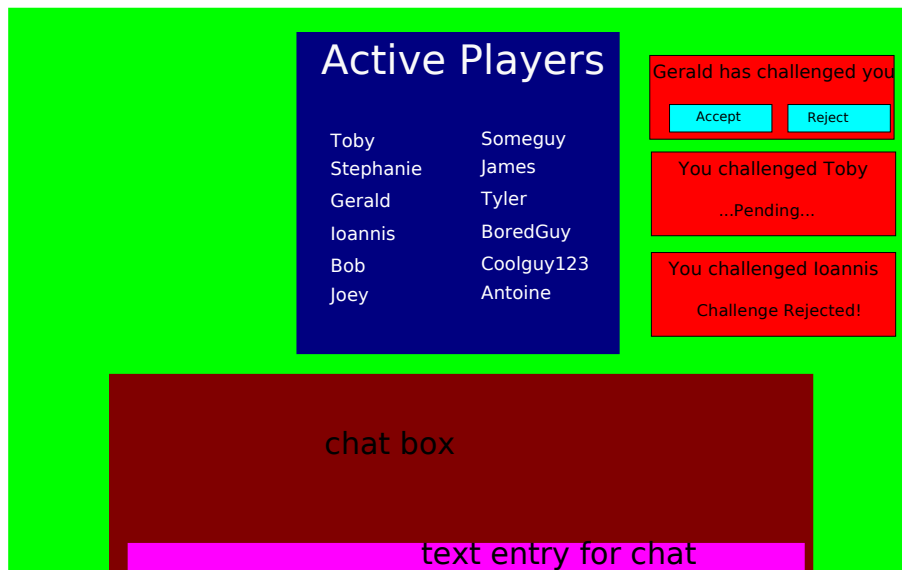 Active Players
Toby
Stephanie
Gerald
Ioannis
Bob
Joey
Someguy
James
Tyler
BoredGuy
Coolguy123
Antoine
Gerald has challenged you
Accept
Reject
You challenged Toby
...Pending...
You challenged Ioannis
Challenge Rejected!
chat box
text entry for chat